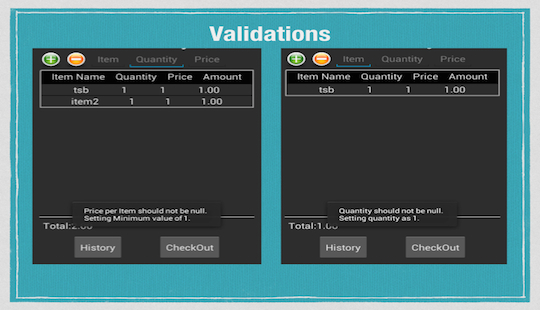 Validations
Item Quantity Price
Item Name Quantity Price Amount
tsb 1 1 1.00
item2 1 1 1.00
Price per Item should not be null.
Setting Minimum value of 1.
Total:2.00
History CheckOut
Item Quantity Price
Item Name Quantity Price Amount
tsb 1 1 1.00
Quantity should not be null.
Setting quantity as 1.
Total:1.00
History CheckOut